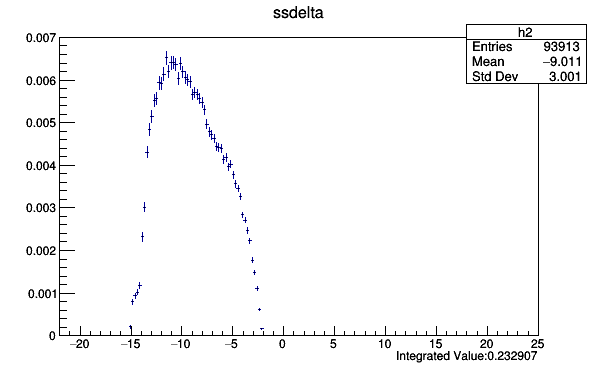 ssdelta
h2
Entries 93913
Mean −9.011
Std Dev 3.001
0.007
0.006
0.005
0.004
0.003
0.002
0.001
0
−20 −15 −10 −5 0 5 10 15 20 25
Integrated Value:0.232907